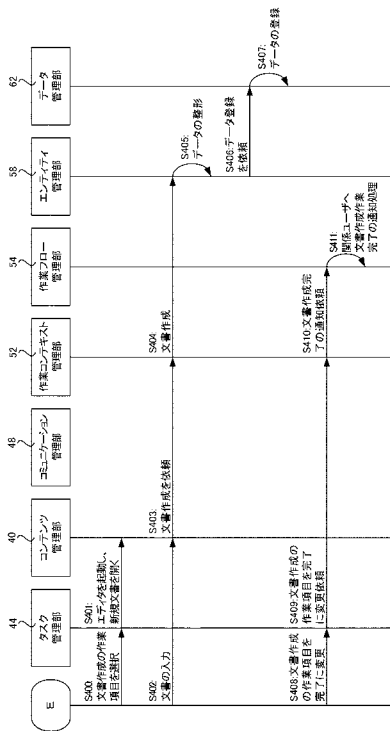 E
44
タスク
管理部
40
コンテンツ
管理部
48
コミュニケーション
管理部
52
作業コンテキスト
管理部
54
作業フロー
管理部
58
エンティティ
管理部
62
データ
管理部
S400:
文書作成の作業
項目を選択
S401:
エディタを起動し、
新規文書を開く
S402:
文書の入力
S403:
文書作成を依頼
S404:
文書作成
S405:
データの整形
S406:データ登録
を依頼
S407:
データの登録
S408:文書作成
の作業項目を
完了に変更
S409:文書作成の
作業項目を完了
に変更依頼
S410:文書作成完
了の通知依頼
S411:
関係ユーザへ
文書作成作業
完了の通知処理